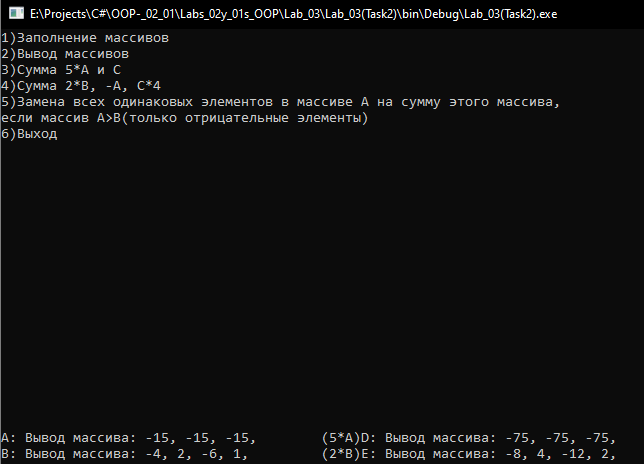 E:\Projects\C#\OOP-_02_01\Labs_02y_01s_OOP\Lab_03\Lab_03(Task2)\bin\Debug\Lab_03(Task2).exe
1)Заполнение массивов
2)Вывод массивов
3)Сумма 5*A и C
4)Сумма 2*B, -A, C*4
5)Замена всех одинаковых элементов в массиве A на сумму этого массива,
если массив A>B(только отрицательные элементы)
6)Выход
A: Вывод массива: -15, -15, -15, (5*A)D: Вывод массива: -75, -75, -75,
B: Вывод массива: -4, 2, -6, 1, (2*B)E: Вывод массива: -8, 4, -12, 2,